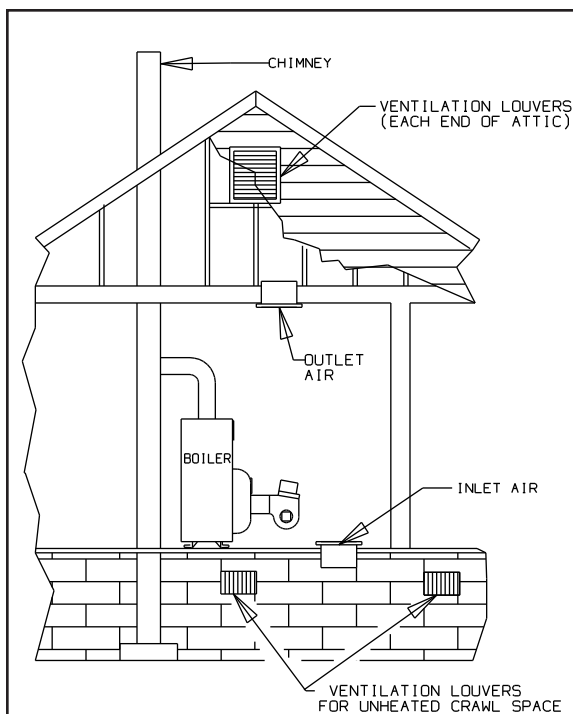 CHIMNEY
VENTILATION LOUVERS
(EACH END OF ATTIC)
OUTLET
AIR
BOILER
INLET AIR
VENTILATION LOUVERS
FOR UNHEATED CRAWL SPACE